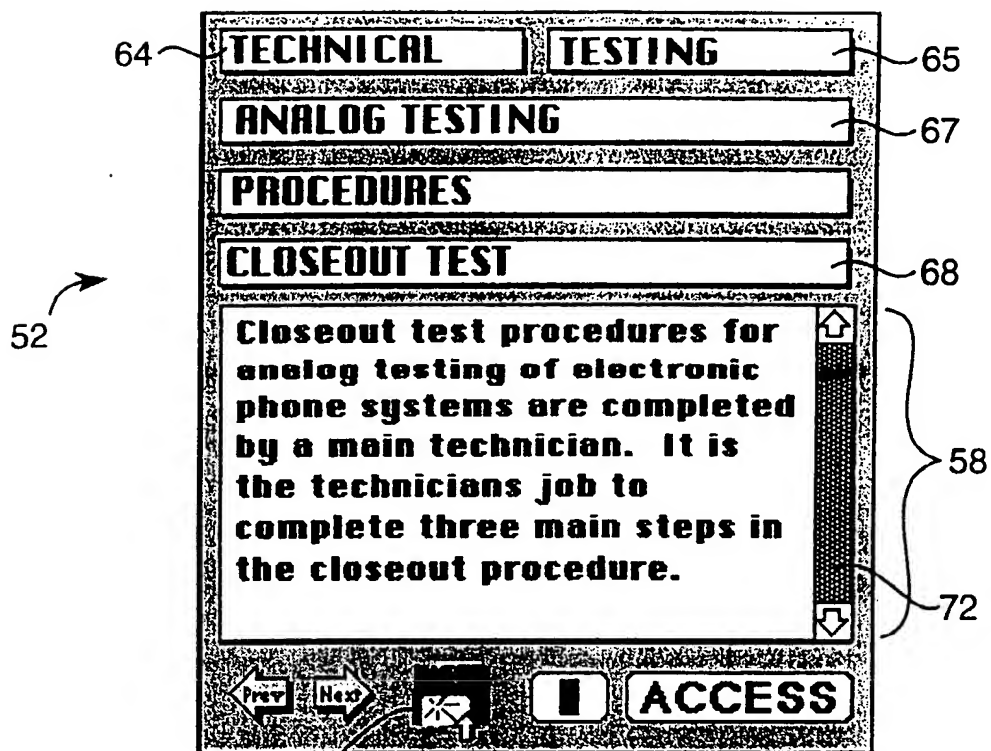 64 TECHNICAL TESTING 65
ANALOG TESTING 67
PROCEDURES
CLOSEOUT TEST 68
52
Closeout test procedures for
analog testing of electronic
phone systems are completed
by a main technician. It is
the technicians job to
complete three main steps in
the closeout procedure.
58
72
Prev Next ACCESS